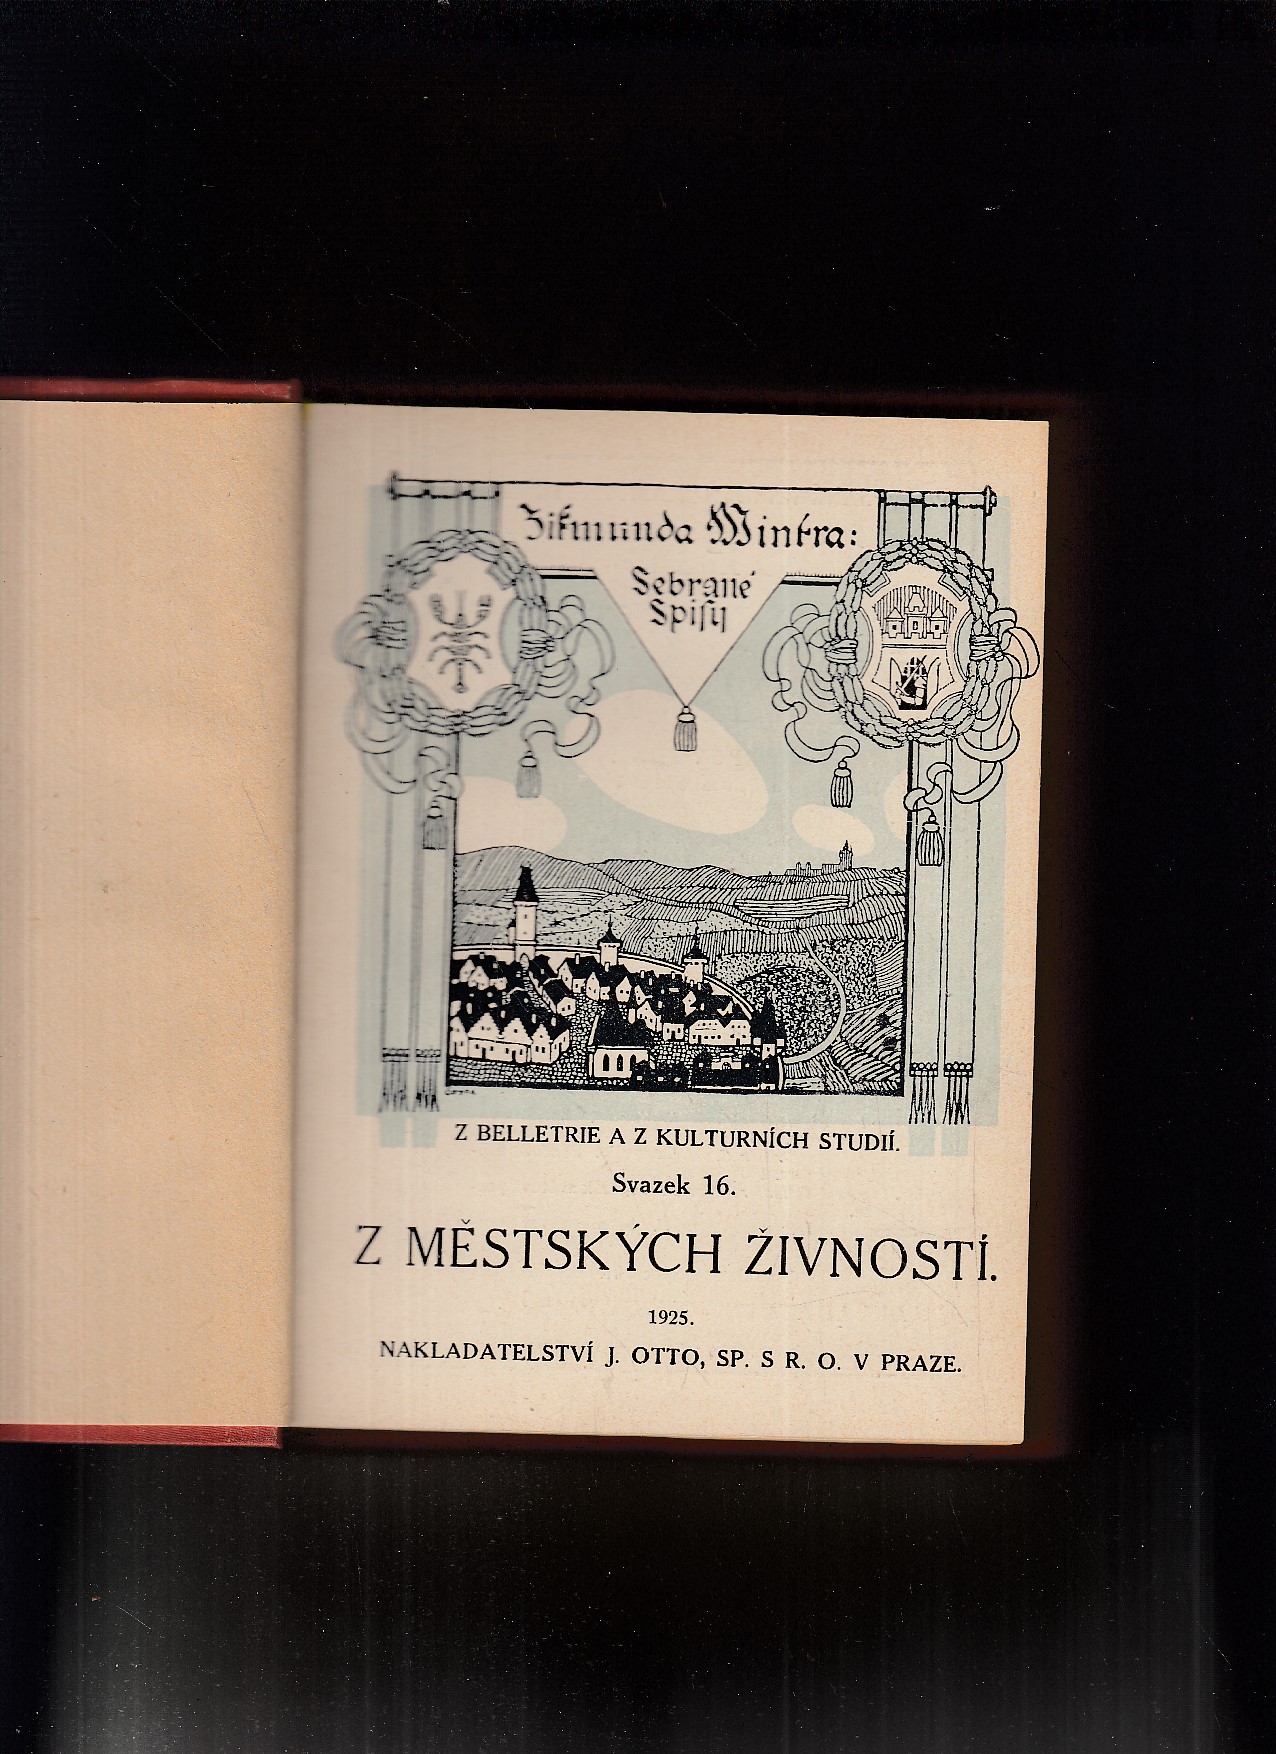 Zikmunda Wintra:
Sebrané
Spisy
Z BELLETRIE A Z KULTURNÍCH STUDIÍ.
Svazek 16.
Z MĚSTSKÝCH ŽIVNOSTÍ.
1925.
NAKLADATELSTVÍ J. OTTO, SP. S R. O. V PRAZE.